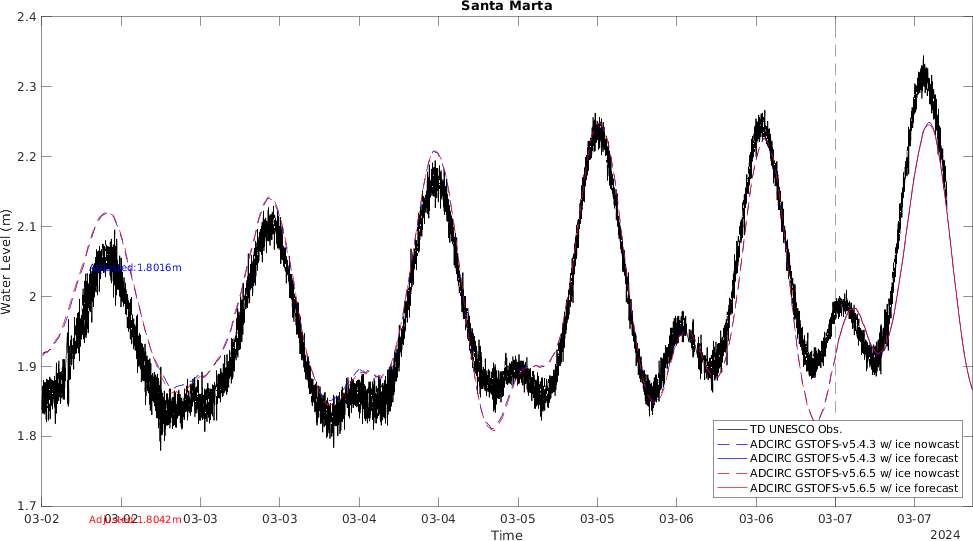 Santa Marta
Water Level (m)
2.4
2.3
2.2
2.1
2
1.9
1.8
1.7
Adjusted:1.8016m
TD UNESCO Obs.
ADCIRC GSTOFS-v5.4.3 w/ ice nowcast
ADCIRC GSTOFS-v5.4.3 w/ ice forecast
ADCIRC GSTOFS-v5.6.5 w/ ice nowcast
ADCIRC GSTOFS-v5.6.5 w/ ice forecast
03-02 03-02 03-03 03-03 03-04 03-04 03-05 03-05 03-06 03-06 03-07 03-07
Adjusted:1.8042m
Time
2024